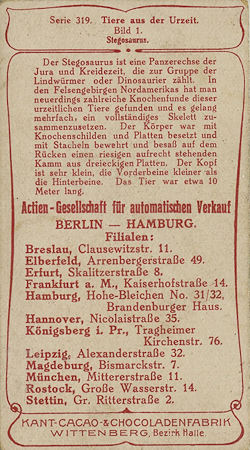 Serie 319. Tiere aus der Urzeit.
Bild 1.
Stegosaurus.
Der Stegosaurus ist eine Panzerechse der
Jura und Kreidezeit, die zur Gruppe der
Lindwürmer oder Dinosaurier zählt. In
den Felsengebirgen Nordamerikas hat man
neuerdings zahlreiche Knochenfunde dieser
urzeitlichen Tiere gefunden und es gelang
mehrfach, ein vollständiges Skelett zu-
sammenzusetzen. Der Körper war mit
Knochenschilden und Platten besetzt und
mit Stacheln bewehrt und besaß auf dem
Rücken einen riesigen aufrecht stehenden
Kamm aus dreieckigen Platten. Der Kopf
ist sehr klein, die Vorderbeine kleiner als
die Hinterbeine. Das Tier war etwa 10
Meter lang.
Actien-Gesellschaft für automatischen Verkauf
BERLIN — HAMBURG.
Filialen:
Breslau, Clausewitzstr. 11.
Elberfeld, Arrenbergerstraße 49.
Erfurt, Skalitzerstraße 8.
Frankfurt a. M., Kaiserhofstraße 14.
Hamburg, Hohe-Bleichen No. 31/32,
Brandenburger Haus.
Hannover, Nicolaistraße 35.
Königsberg i. Pr., Tragheimer
Kirchenstr. 76.
Leipzig, Alexanderstraße 32.
Magdeburg, Bismarckstr. 7.
München, Mittererstraße 11.
Rostock, Große Wasserstr. 14.
Stettin, Gr. Ritterstraße 2.
KANT-CACAO-&CHOCOLADENFABRIK
WITTENBERG, Bezirk Halle.